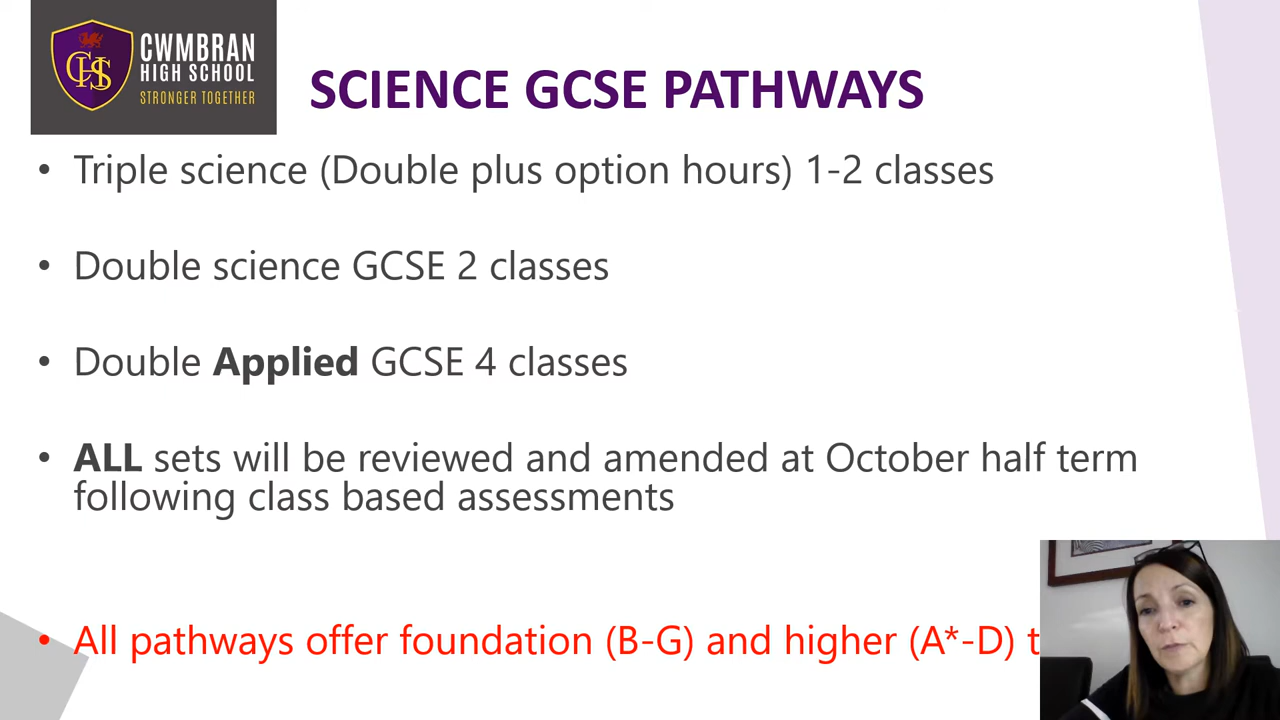 CWMBRAN
HIGH SCHOOL
STRONGER TOGETHER
SCIENCE GCSE PATHWAYS
• Triple science (Double plus option hours) 1-2 classes
• Double science GCSE 2 classes
• Double Applied GCSE 4 classes
• ALL sets will be reviewed and amended at October half term
following class based assessments
• All pathways offer foundation (B-G) and higher (A*-D) t